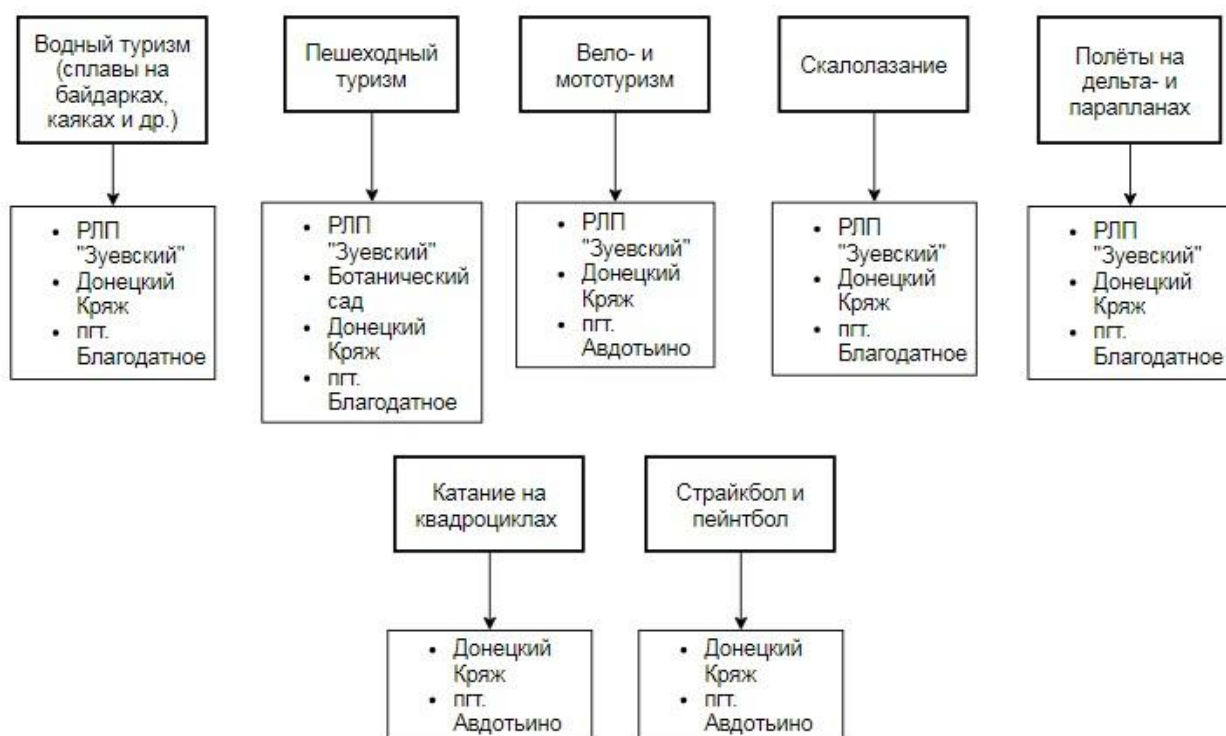 Водный туризм
(сплавы на
байдарках,
каяках и др.)
Пешеходный
туризм
Вело- и
мототуризм
Скалолазание
Полёты на
дельта- и
парапланах
• РЛП
"Зуевский"
• Донецкий
Кряж
• пгт.
Благодатное
• РЛП
"Зуевский"
• Ботанический
сад
• Донецкий
Кряж
• пгт.
Благодатное
• РЛП
"Зуевский"
• Донецкий
Кряж
• пгт.
Авдотьино
• РЛП
"Зуевский"
• Донецкий
Кряж
• пгт.
Благодатное
• РЛП
"Зуевский"
• Донецкий
Кряж
• пгт.
Благодатное
Катание на
квадроциклах
Страйкбол и
пейнтбол
• Донецкий
Кряж
• пгт.
Авдотьино
• Донецкий
Кряж
• пгт.
Авдотьино